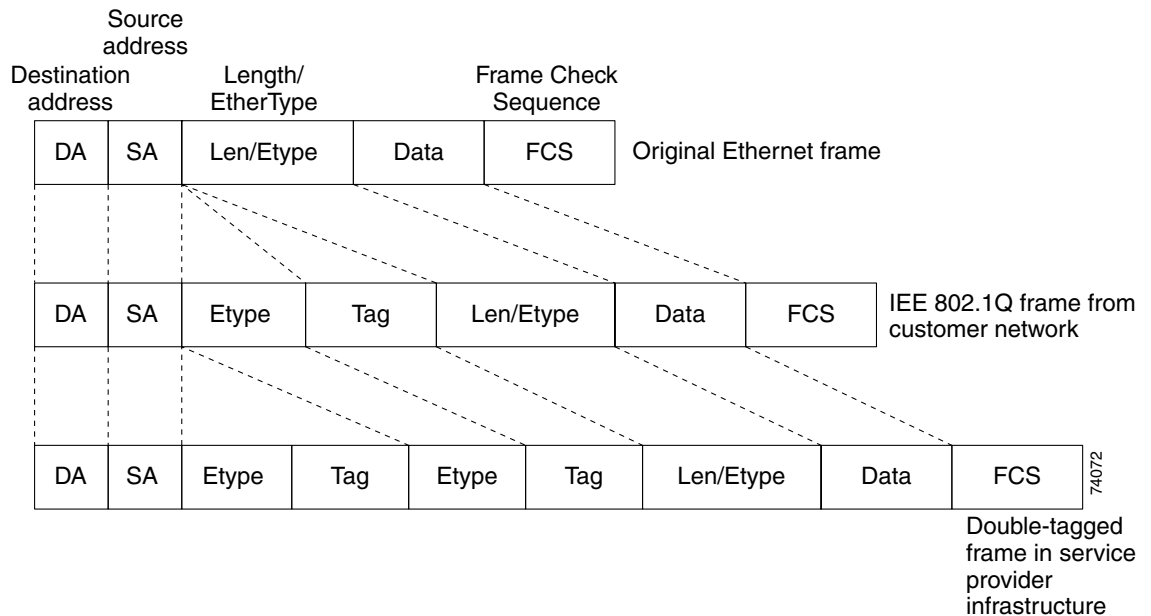 Source
address
Destination
address
Length/
EtherType
Frame Check
Sequence
DA SA Len/Etype Data FCS Original Ethernet frame
DA SA Etype Tag Len/Etype Data FCS
IEE 802.1Q frame from
customer network
DA SA Etype Tag Etype Tag Len/Etype Data FCS
74072
Double-tagged
frame in service
provider
infrastructure